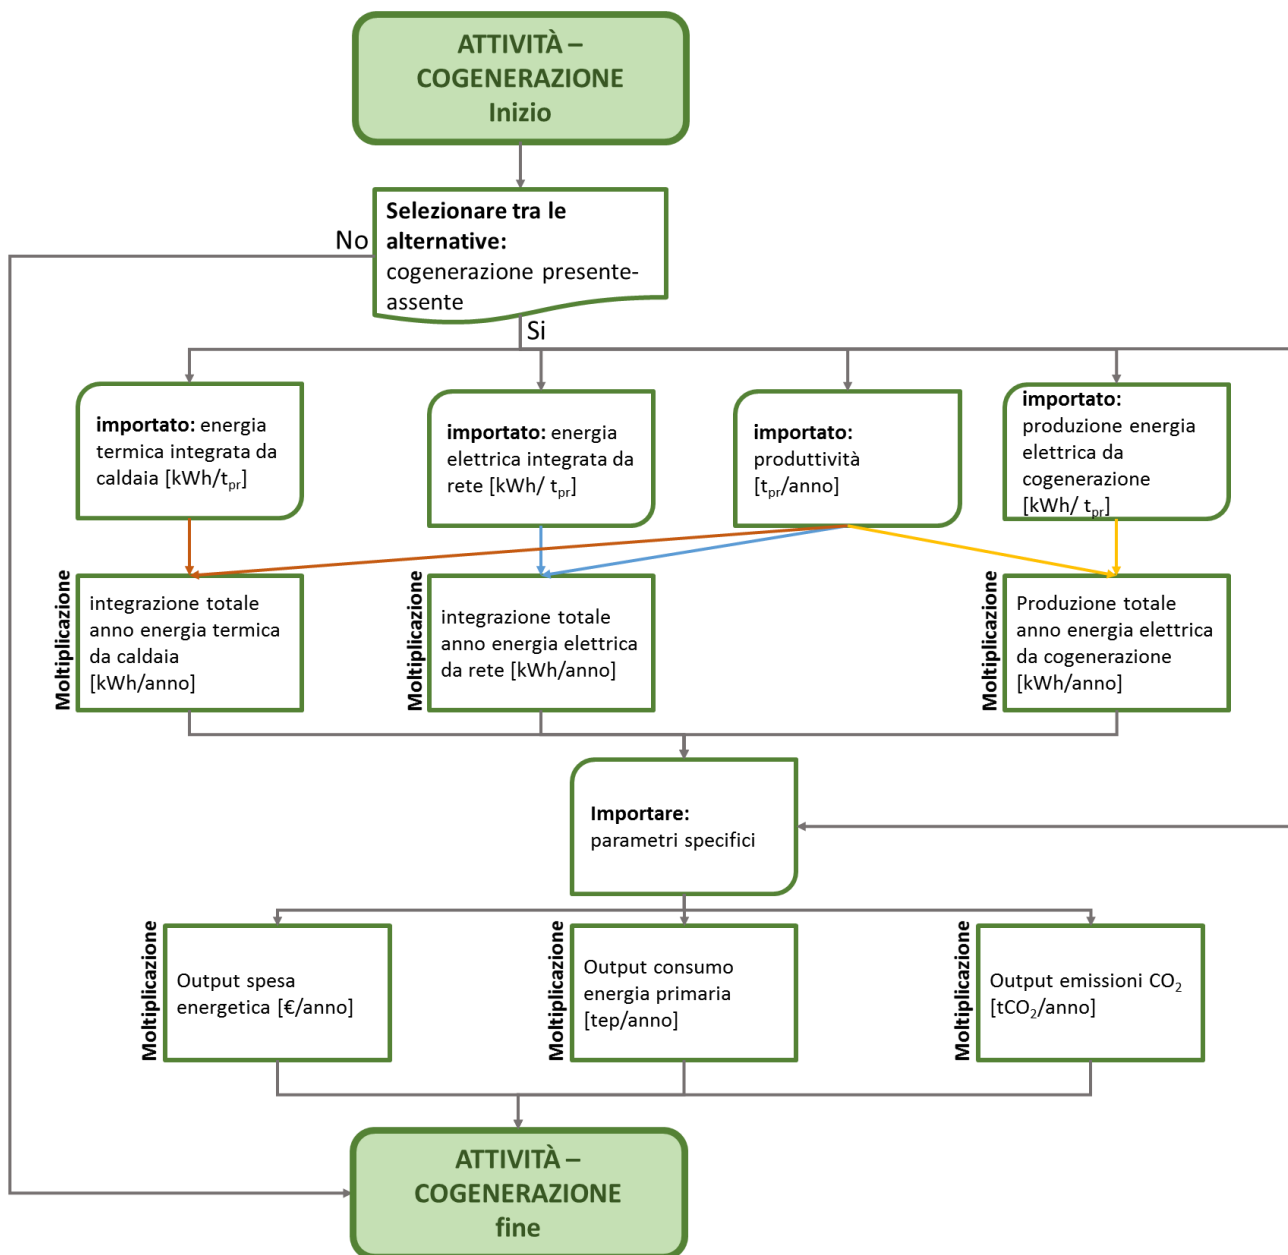 ATTIVITÀ –
COGENERAZIONE
Inizio
Selezionare tra le
alternative:
cogenerazione presente-
assente
No
Si
importato: energia
termica integrata da
caldaia [kWh/tpr]
importato: energia
elettrica integrata da
rete [kWh/ tpr]
importato:
produttività
[tpr/anno]
importato:
produzione energia
elettrica da
cogenerazione
[kWh/ tpr]
Moltiplicazione
integrazione totale
anno energia termica
da caldaia
[kWh/anno]
Moltiplicazione
integrazione totale
anno energia elettrica
da rete [kWh/anno]
Moltiplicazione
Produzione totale
anno energia elettrica
da cogenerazione
[kWh/anno]
Importare:
parametri specifici
Moltiplicazione
Output spesa
energetica [€/anno]
Moltiplicazione
Output consumo
energia primaria
[tep/anno]
Moltiplicazione
Output emissioni CO₂
[tCO₂/anno]
ATTIVITÀ –
COGENERAZIONE
fine